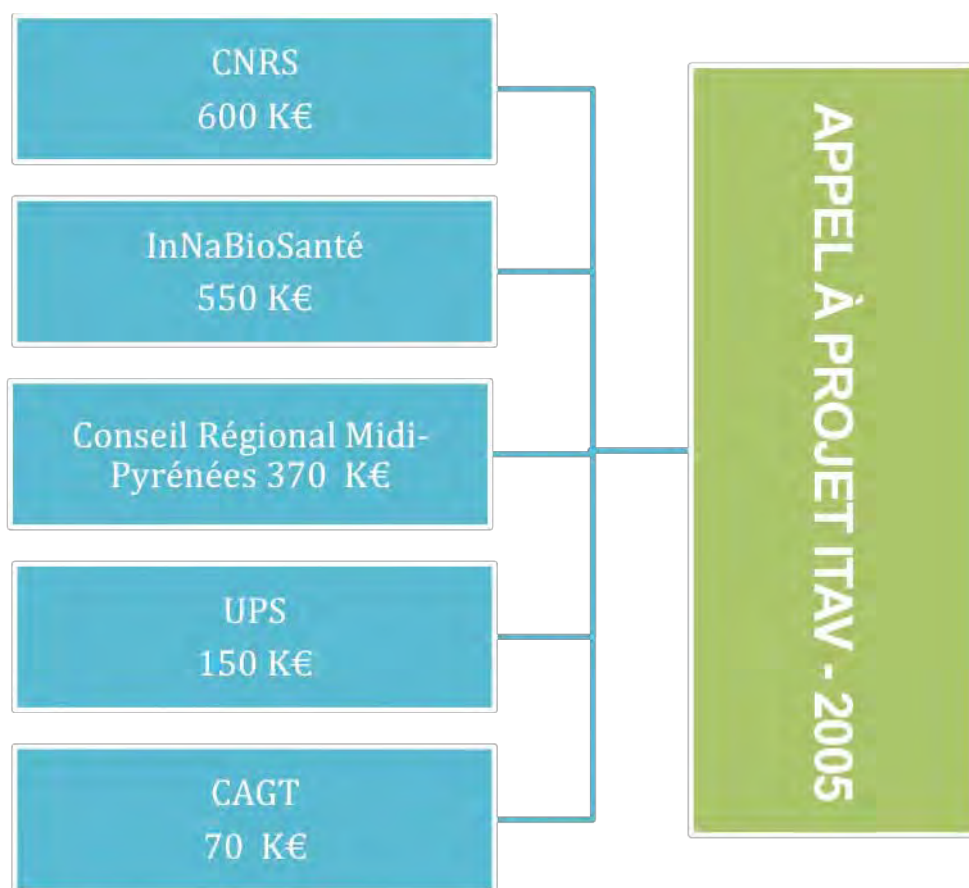 CNRS
600 K€
InNaBioSanté
550 K€
Conseil Régional Midi-
Pyrénées 370 K€
UPS
150 K€
CAGT
70 K€
APPEL À PROJET ITAV - 2005